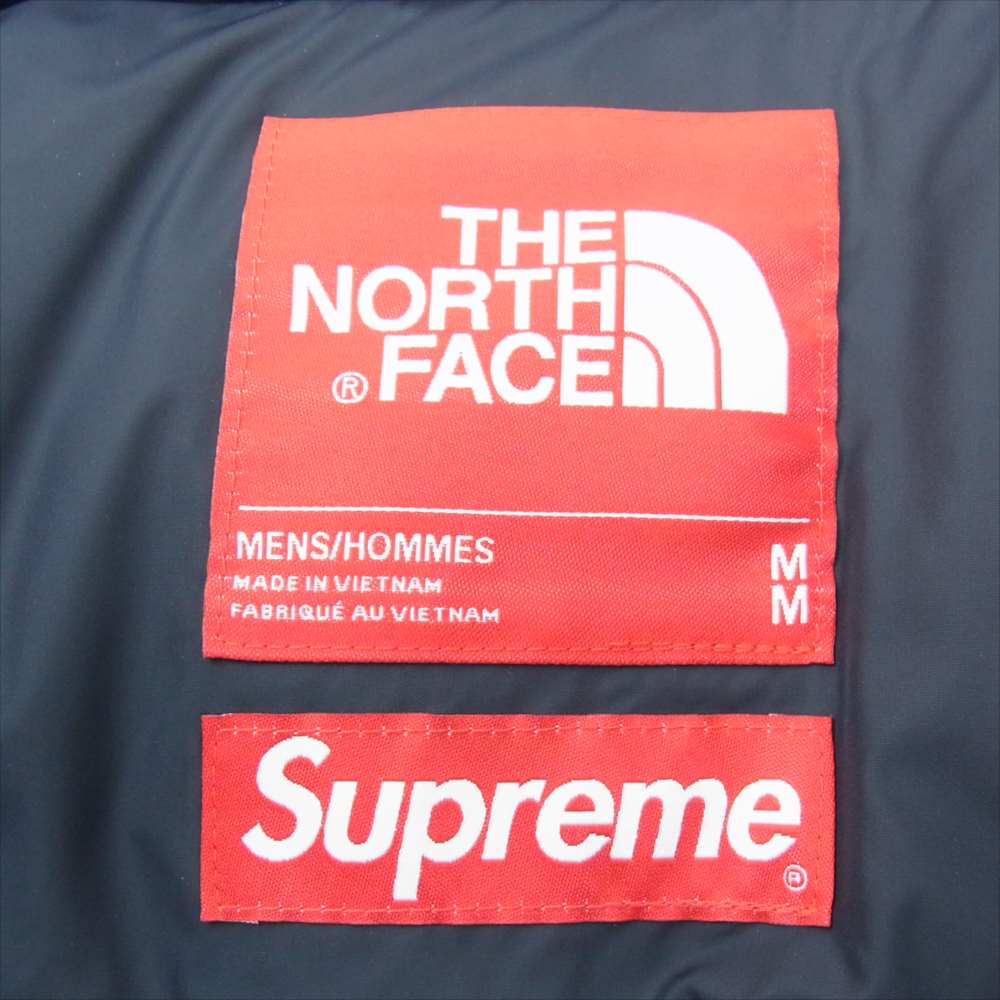 THE
NORTH
® FACE
MENS/HOMMES M
MADE IN VIETNAM
FABRIQUÉ AU VIETNAM M
Supreme ®